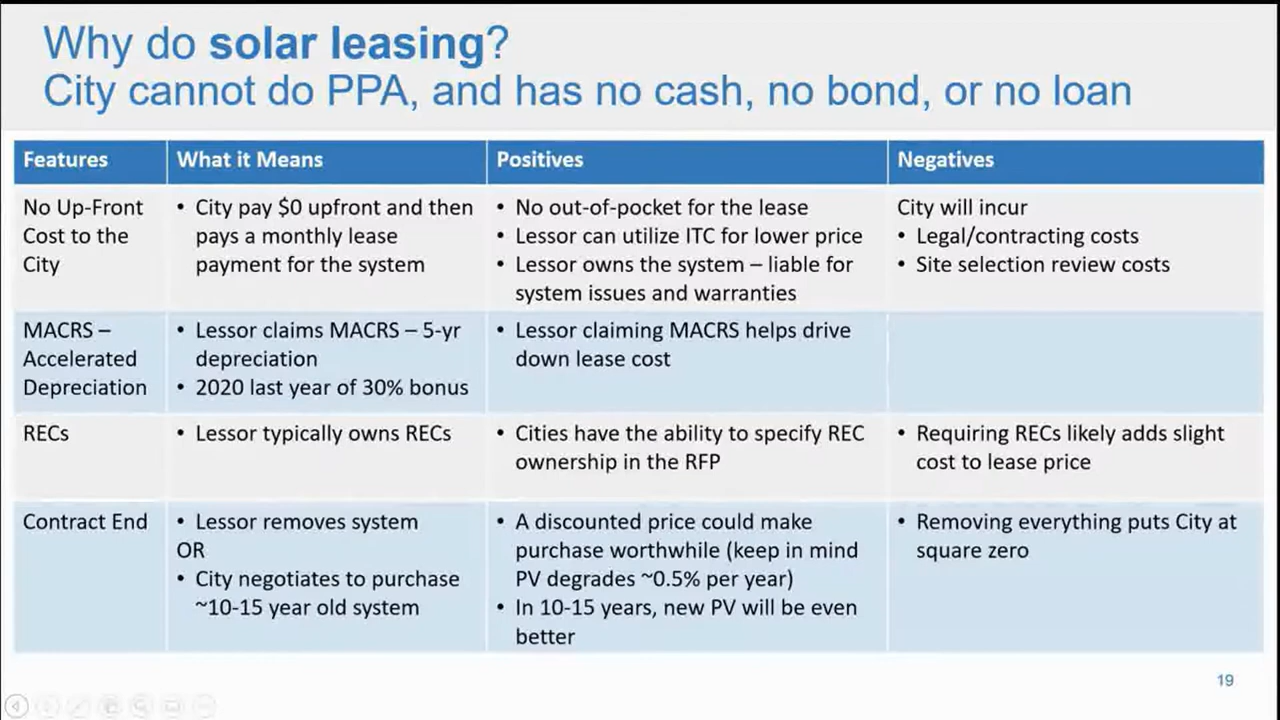 Why do solar leasing?
City cannot do PPA, and has no cash, no bond, or no loan
Features
What it Means
Positives
Negatives
No Up-Front
Cost to the
City
• City pay $0 upfront and then
pays a monthly lease
payment for the system
• No out-of-pocket for the lease
• Lessor can utilize ITC for lower price
• Lessor owns the system – liable for
system issues and warranties
City will incur
• Legal/contracting costs
• Site selection review costs
MACRS –
Accelerated
Depreciation
• Lessor claims MACRS – 5-yr
depreciation
• 2020 last year of 30% bonus
• Lessor claiming MACRS helps drive
down lease cost
RECs
• Lessor typically owns RECs
• Cities have the ability to specify REC
ownership in the RFP
• Requiring RECs likely adds slight
cost to lease price
Contract End
• Lessor removes system
OR
• City negotiates to purchase
~10-15 year old system
• A discounted price could make
purchase worthwhile (keep in mind
PV degrades ~0.5% per year)
• In 10-15 years, new PV will be even
better
• Removing everything puts City at
square zero
19